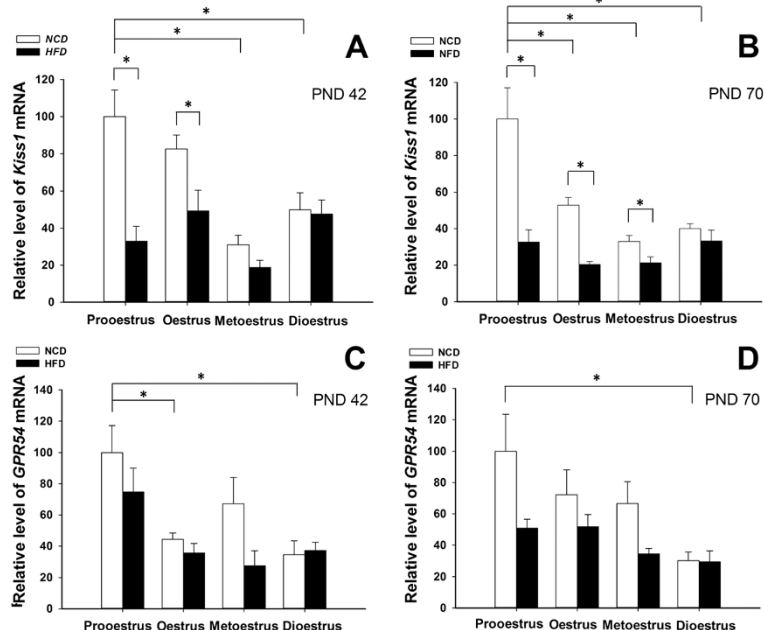 NCD
HFD
A
PND 42
Relative level of Kiss1 mRNA
120
100
80
60
40
20
0
* * * *
Prooestrus Oestrus Metoestrus Dioestrus
NCD
NFD
B
PND 70
Relative level of Kiss1 mRNA
120
100
80
60
40
20
0
* * * * * *
Prooestrus Oestrus Metoestrus Dioestrus
NCD
HFD
C
PND 42
Relative level of GPR54 mRNA
140
120
100
80
60
40
20
0
* *
Prooestrus Oestrus Metoestrus Dioestrus
NCD
HFD
D
PND 70
Relative level of GPR54 mRNA
140
120
100
80
60
40
20
0
*
Prooestrus Oestrus Metoestrus Dioestrus